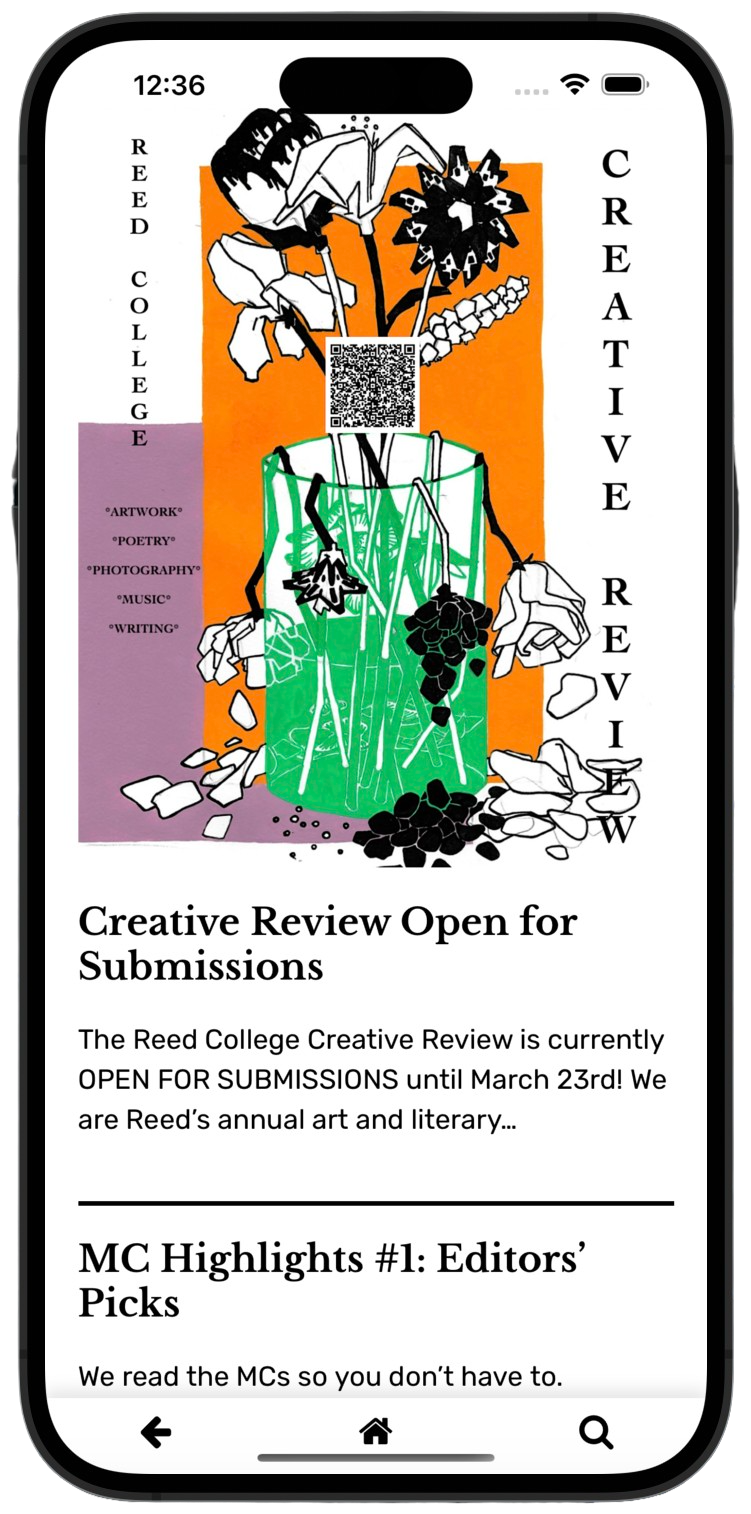 12:36
REED COLLEGE
CREATIVE REVIEW
*ARTWORK*
*POETRY*
*PHOTOGRAPHY*
*MUSIC*
*WRITING*
Creative Review Open for
Submissions
The Reed College Creative Review is currently
OPEN FOR SUBMISSIONS until March 23rd! We
are Reed’s annual art and literary...
MC Highlights #1: Editors’
Picks
We read the MCs so you don’t have to.